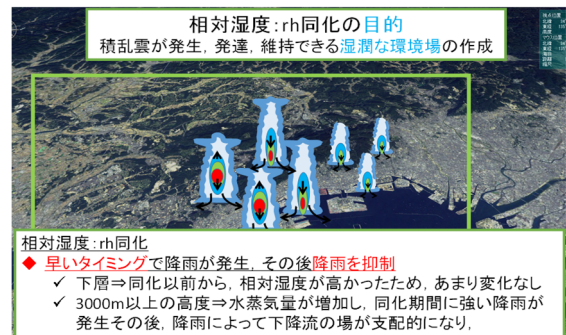 相対湿度：rh同化の目的
積乱雲が発生，発達，維持できる湿潤な環境場の作成
相対湿度：rh同化
◆ 早いタイミングで降雨が発生，その後降雨を抑制
✓ 下層⇒同化以前から，相対湿度が高かったため，あまり変化なし
✓ 3000m以上の高度⇒水蒸気量が増加し，同化期間に強い降雨が
発生その後，降雨によって下降流の場が支配的になり，